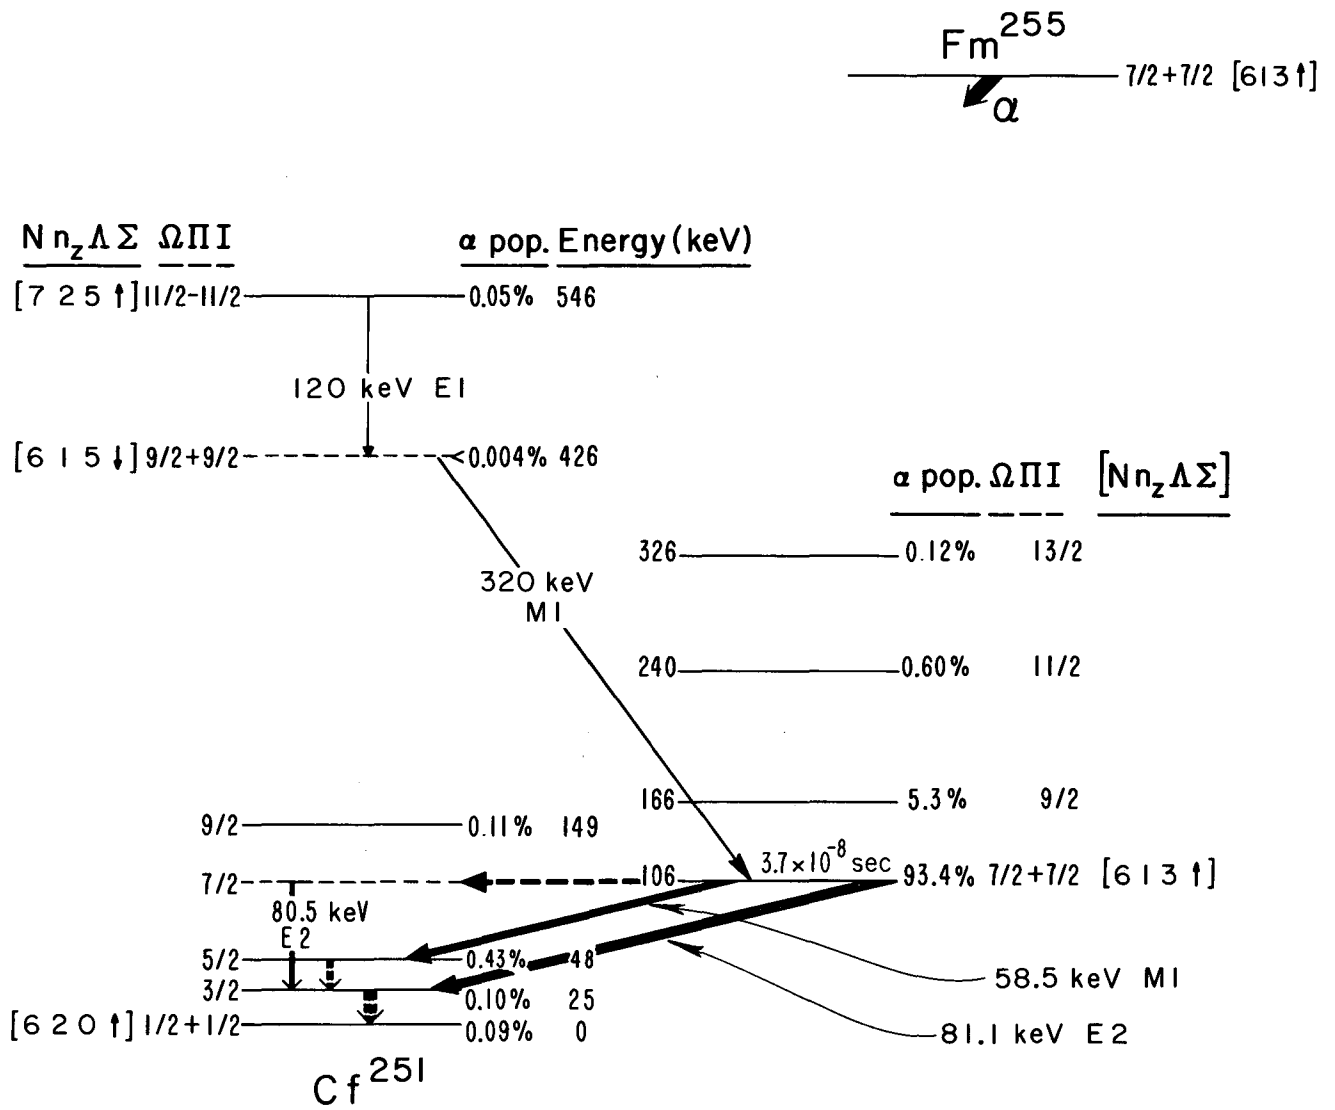 Fm²⁵⁵
7/2+7/2 [613↑]
α
N n_z Λ Σ Ω Π I α pop. Energy (keV)
[7 2 5 ↑] 11/2-11/2 0.05% 546
120 keV E1
[6 1 5 ↓] 9/2+9/2 <0.004% 426
α pop. Ω Π I [N n_z Λ Σ]
326 0.12% 13/2
320 keV
M1
240 0.60% 11/2
166 5.3% 9/2
9/2 0.11% 149
3.7×10⁻⁸ sec
7/2 106 93.4% 7/2+7/2 [613↑]
80.5 keV
E2
5/2 0.43% 48
58.5 keV M1
3/2 0.10% 25
[6 2 0 ↑] 1/2+1/2 0.09% 0
81.1 keV E2
Cf²⁵¹